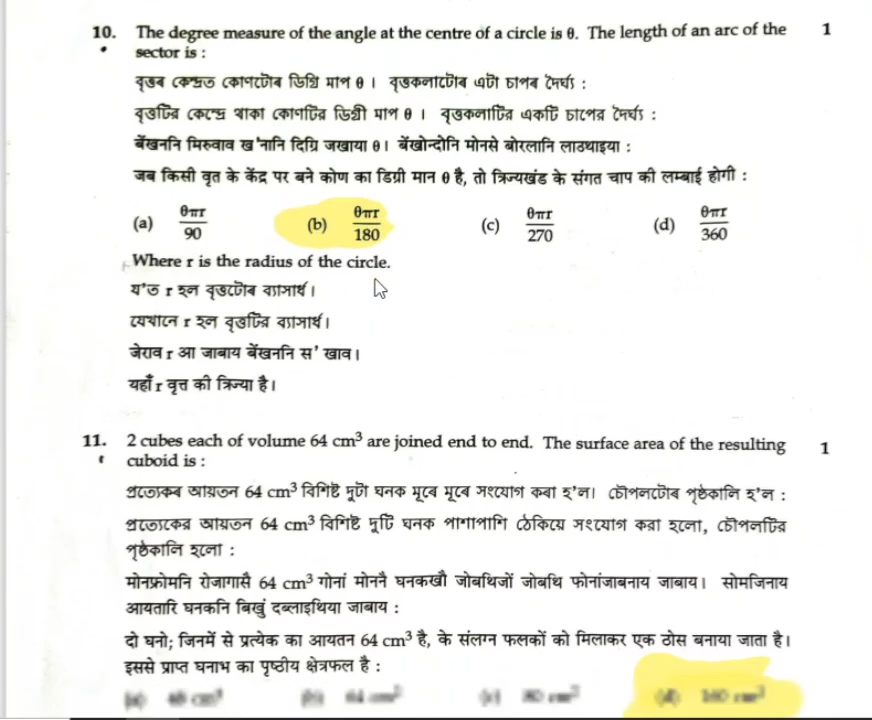 10. The degree measure of the angle at the centre of a circle is θ. The length of an arc of the 1
sector is :
বৃত্তৰ কেন্দ্ৰত কোণটোৰ ডিগ্ৰি মাপ θ। বৃত্তকলাটোৰ এটা চাপৰ দৈৰ্ঘ্য :
বৃত্তটির কেন্দ্রে থাকা কোণটির ডিগ্রী মাপ θ। বৃত্তকলাটির একটি চাপের দৈর্ঘ্য :
बेंखननि मिरुवाव ख'नानि दिग्रि जखाया θ। बेंखोन्दोनि मोनसे बोरलानि लाउथाइया :
जब किसी वृत के केंद्र पर बने कोण का डिग्री मान θ है, तो त्रिज्यखंड के संगत चाप की लम्बाई होगी :
(a) θπr/90 (b) θπr/180 (c) θπr/270 (d) θπr/360
Where r is the radius of the circle.
য'ত r হল বৃত্তটোৰ ব্যাসাৰ্ধ।
যেখানে r হল বৃত্তটির ব্যাসার্ধ।
जेराव r आ जाबाय बेंखननि स' खाव।
यहाँ r वृत्त की त्रिज्या है।
11. 2 cubes each of volume 64 cm³ are joined end to end. The surface area of the resulting 1
cuboid is :
প্ৰত্যেকৰ আয়তন 64 cm³ বিশিষ্ট দুটা ঘনক মূৰে মূৰে সংযোগ কৰা হ'ল। চৌপলটোৰ পৃষ্ঠকালি হ'ল :
প্রত্যেকের আয়তন 64 cm³ বিশিষ্ট দুটি ঘনক পাশাপাশি ঠেকিয়ে সংযোগ করা হলো, চৌপলটির
পৃষ্ঠকালি হলো :
मोनफ्रोमनि रोजागासै 64 cm³ गोनां मोननै घनकखौ जोबथिजों जोबथि फोनांजाबनाय जाबाय। सोमजिनाय
आयतारि घनकनि बिखुं दब्लाइथिया जाबाय :
दो घनो; जिनमें से प्रत्येक का आयतन 64 cm³ है, के संलग्न फलकों को मिलाकर एक ठोस बनाया जाता है।
इससे प्राप्त घनाभ का पृष्ठीय क्षेत्रफल है :